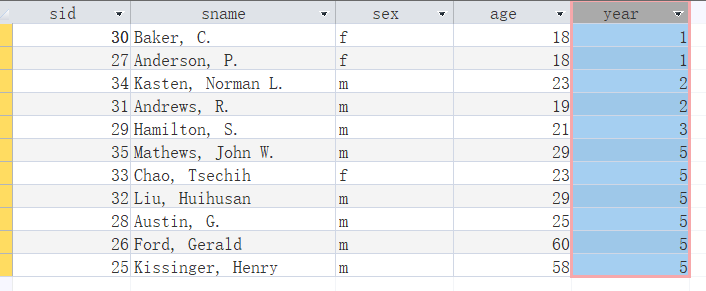 sid sname sex age year
30 Baker, C. f 18 1
27 Anderson, P. f 18 1
34 Kasten, Norman L. m 23 2
31 Andrews, R. m 19 2
29 Hamilton, S. m 21 3
35 Mathews, John W. m 29 5
33 Chao, Tsechih f 23 5
32 Liu, Huihusan m 29 5
28 Austin, G. m 25 5
26 Ford, Gerald m 60 5
25 Kissinger, Henry m 58 5